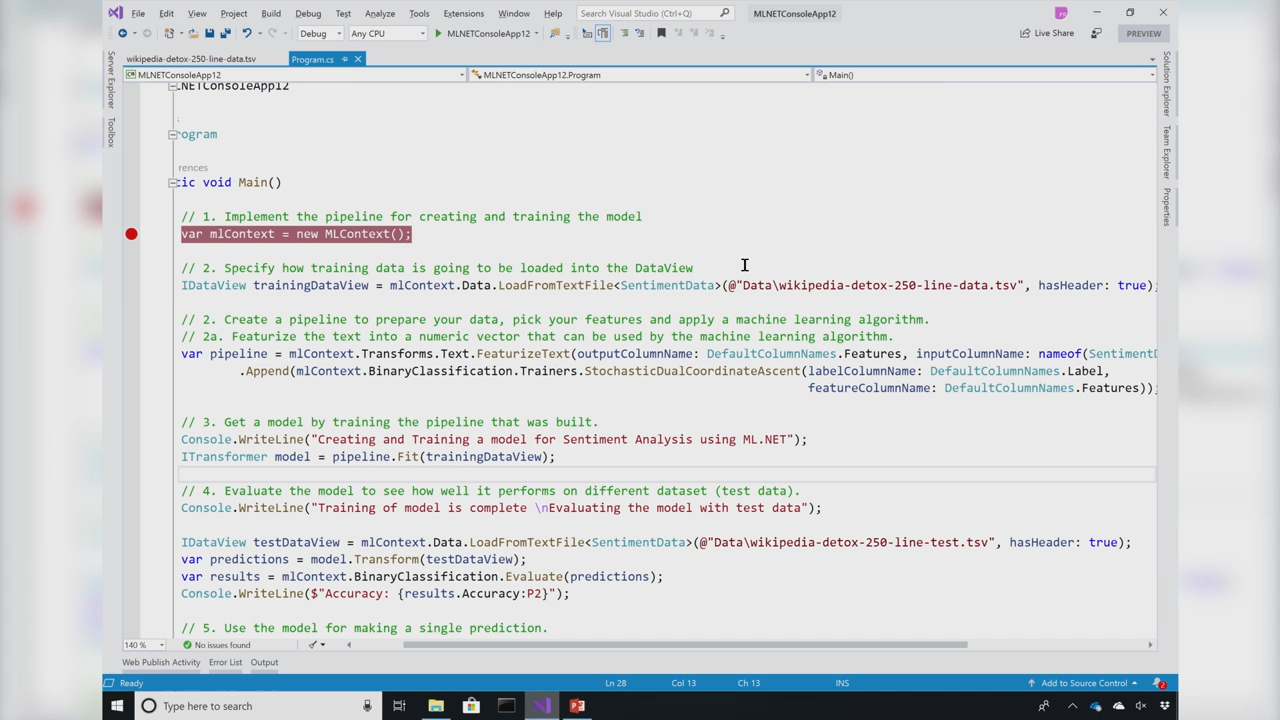 File Edit View Project Build Debug Test Analyze Tools Extensions Window Help Search Visual Studio (Ctrl+Q) MLNETConsoleApp12
Debug Any CPU MLNETConsoleApp12 Live Share PREVIEW
wikipedia-detox-250-line-data.tsv Program.cs
MLNETConsoleApp12 MLNETConsoleApp12.Program Main()
Server Explorer
Toolbox
Solution Explorer
Team Explorer
Properties
.NETConsoleApp12
rogram
rences
tic void Main()
// 1. Implement the pipeline for creating and training the model
var mlContext = new MLContext();
// 2. Specify how training data is going to be loaded into the DataView
IDataView trainingDataView = mlContext.Data.LoadFromTextFile<SentimentData>(@"Data\wikipedia-detox-250-line-data.tsv", hasHeader: true);
// 2. Create a pipeline to prepare your data, pick your features and apply a machine learning algorithm.
// 2a. Featurize the text into a numeric vector that can be used by the machine learning algorithm.
var pipeline = mlContext.Transforms.Text.FeaturizeText(outputColumnName: DefaultColumnNames.Features, inputColumnName: nameof(SentimentD
.Append(mlContext.BinaryClassification.Trainers.StochasticDualCoordinateAscent(labelColumnName: DefaultColumnNames.Label,
featureColumnName: DefaultColumnNames.Features));
// 3. Get a model by training the pipeline that was built.
Console.WriteLine("Creating and Training a model for Sentiment Analysis using ML.NET");
ITransformer model = pipeline.Fit(trainingDataView);
// 4. Evaluate the model to see how well it performs on different dataset (test data).
Console.WriteLine("Training of model is complete \nEvaluating the model with test data");
IDataView testDataView = mlContext.Data.LoadFromTextFile<SentimentData>(@"Data\wikipedia-detox-250-line-test.tsv", hasHeader: true);
var predictions = model.Transform(testDataView);
var results = mlContext.BinaryClassification.Evaluate(predictions);
Console.WriteLine($"Accuracy: {results.Accuracy:P2}");
// 5. Use the model for making a single prediction.
140 % No issues found
Web Publish Activity Error List Output
Ready Ln 28 Col 13 Ch 13 INS Add to Source Control 2
Type here to search